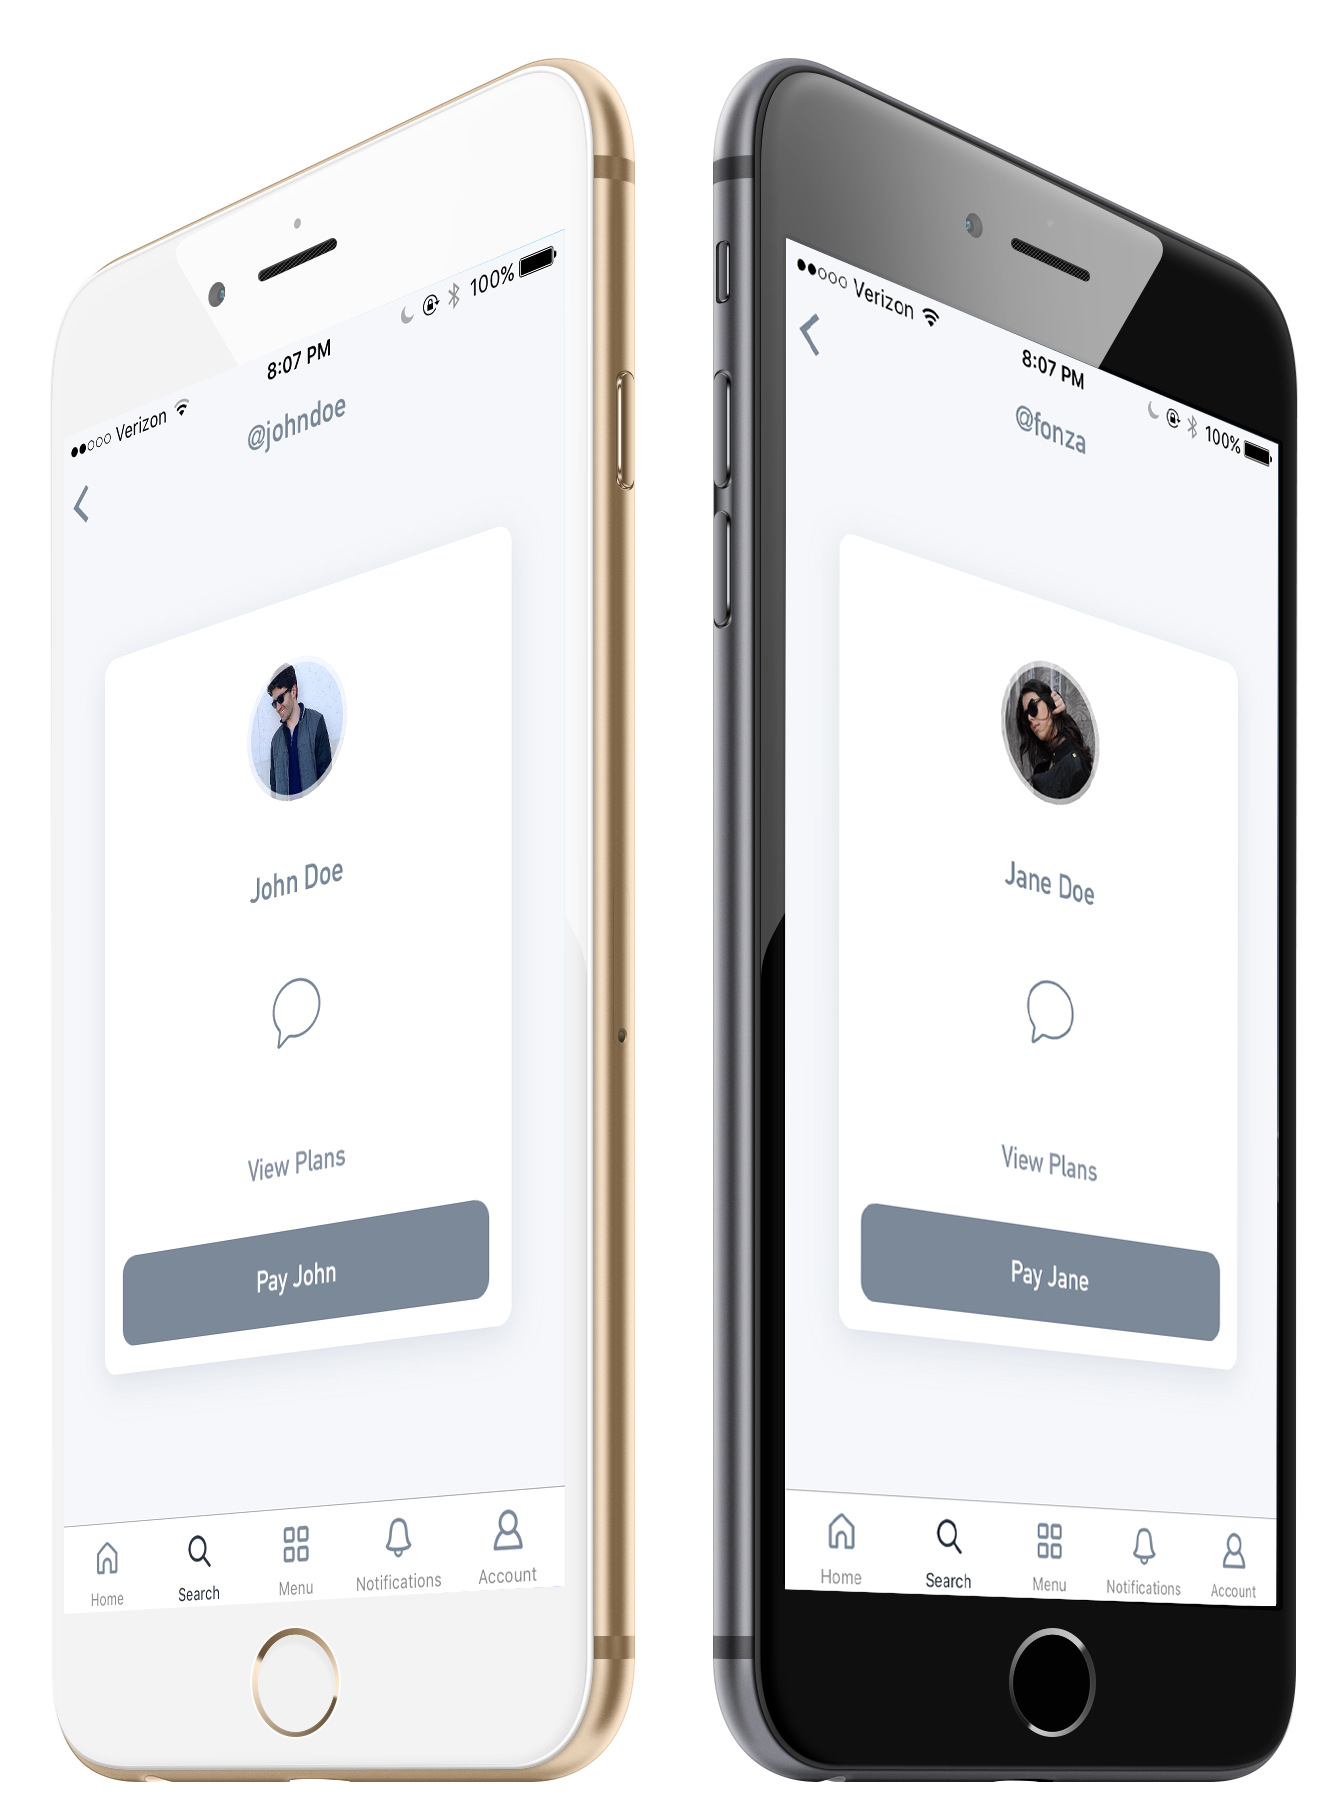 Verizon
8:07 PM
100%
@johndoe
John Doe
View Plans
Pay John
Home
Search
Menu
Notifications
Account
Verizon
8:07 PM
100%
@fonza
Jane Doe
View Plans
Pay Jane
Home
Search
Menu
Notifications
Account